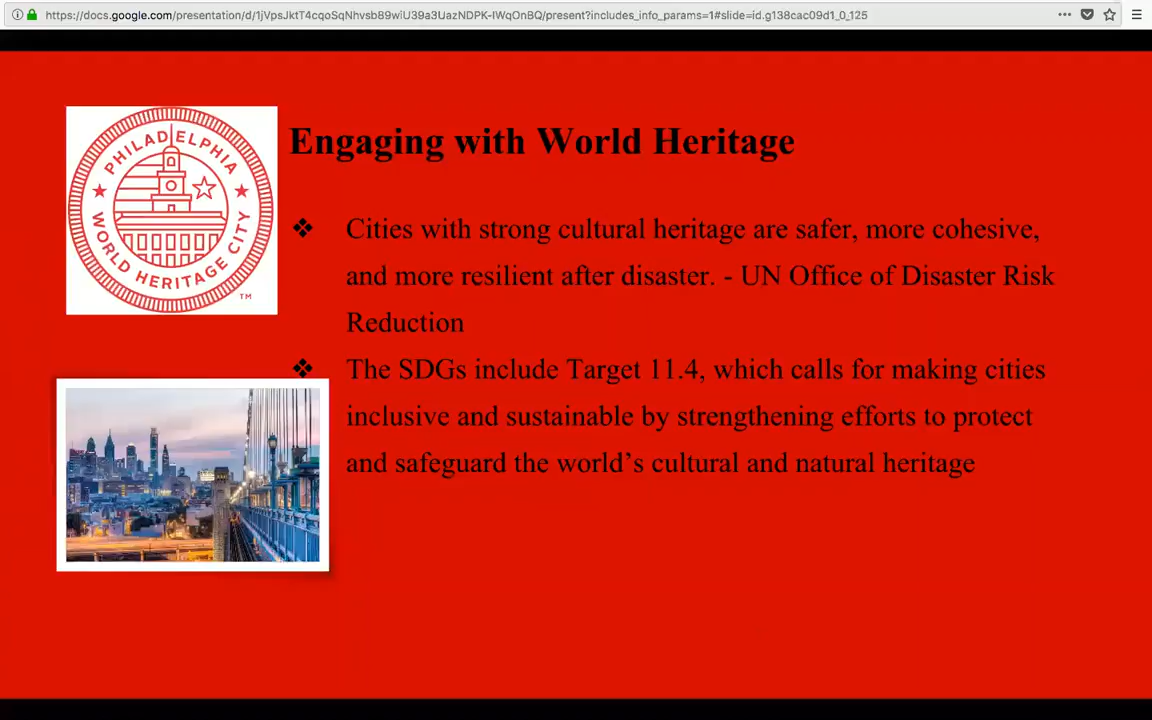 https://docs.google.com/presentation/d/1jVpsJktT4cqoSqNhvsbB9wiU39a3UazNDPK-IWqOnBQ/present?includes_info_params=1#slide=id.g138cac09d1_0_125
PHILADELPHIA
WORLD HERITAGE CITY
TM
Engaging with World Heritage
❖ Cities with strong cultural heritage are safer, more cohesive,
and more resilient after disaster. - UN Office of Disaster Risk
Reduction
❖ The SDGs include Target 11.4, which calls for making cities
inclusive and sustainable by strengthening efforts to protect
and safeguard the world’s cultural and natural heritage